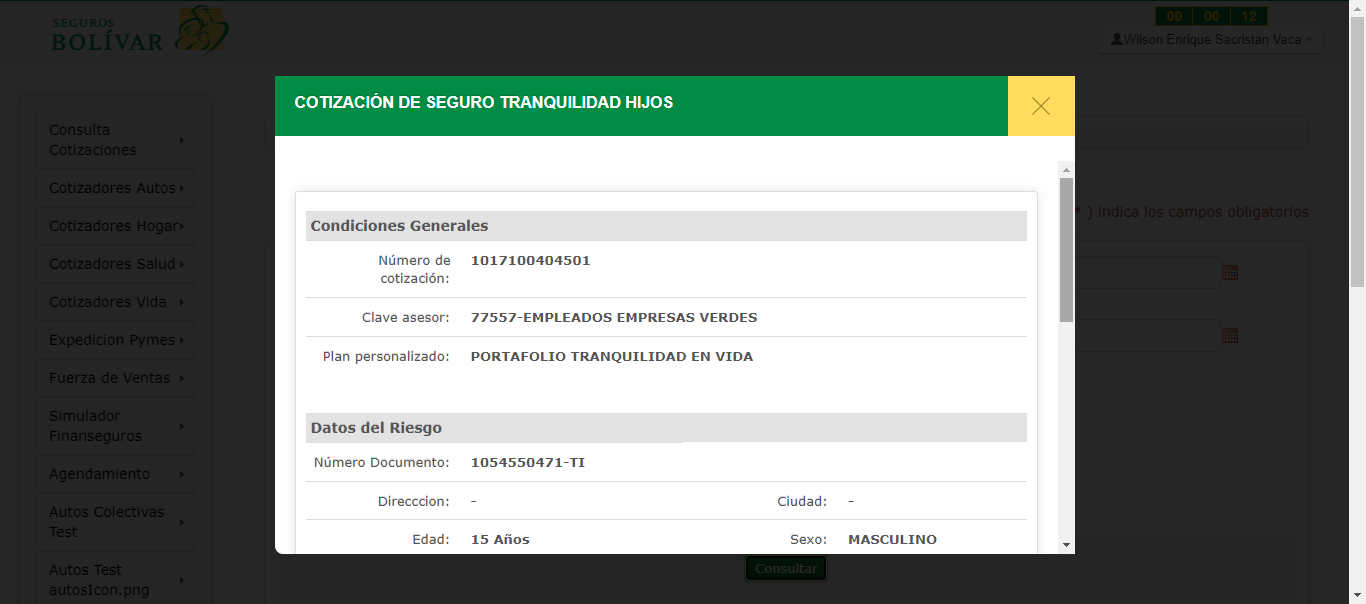 SEGUROS
BOLÍVAR
00 00 12
Wilson Enrique Sacristan Vaca
COTIZACIÓN DE SEGURO TRANQUILIDAD HIJOS
Consulta
Cotizaciones
Cotizadores Autos
Cotizadores Hogar
Cotizadores Salud
Cotizadores Vida
Expedicion Pymes
Fuerza de Ventas
Simulador
Finanseguros
Agendamiento
Autos Colectivas
Test
Autos Test
autosIcon.png
* ) indica los campos obligatorios
Condiciones Generales
Número de
cotización: 1017100404501
Clave asesor: 77557-EMPLEADOS EMPRESAS VERDES
Plan personalizado: PORTAFOLIO TRANQUILIDAD EN VIDA
Datos del Riesgo
Número Documento: 1054550471-TI
Direcccion: - Ciudad: -
Edad: 15 Años Sexo: MASCULINO
Consultar